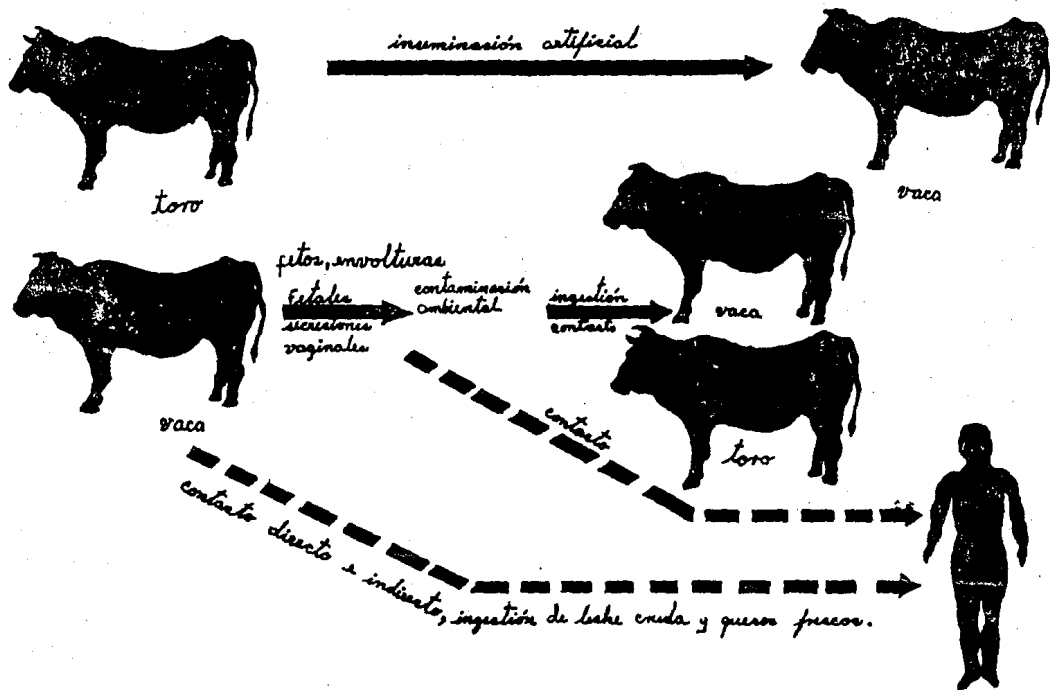 inseminación artificial
toro
vaca
fetos, envolturas
Fetales
secresiones
vaginales
contaminación
ambiental
ingestión
contacto
vaca
vaca
contacto
toro
contacto directo e indirecto, ingestión de leche cruda y quesos frescos.